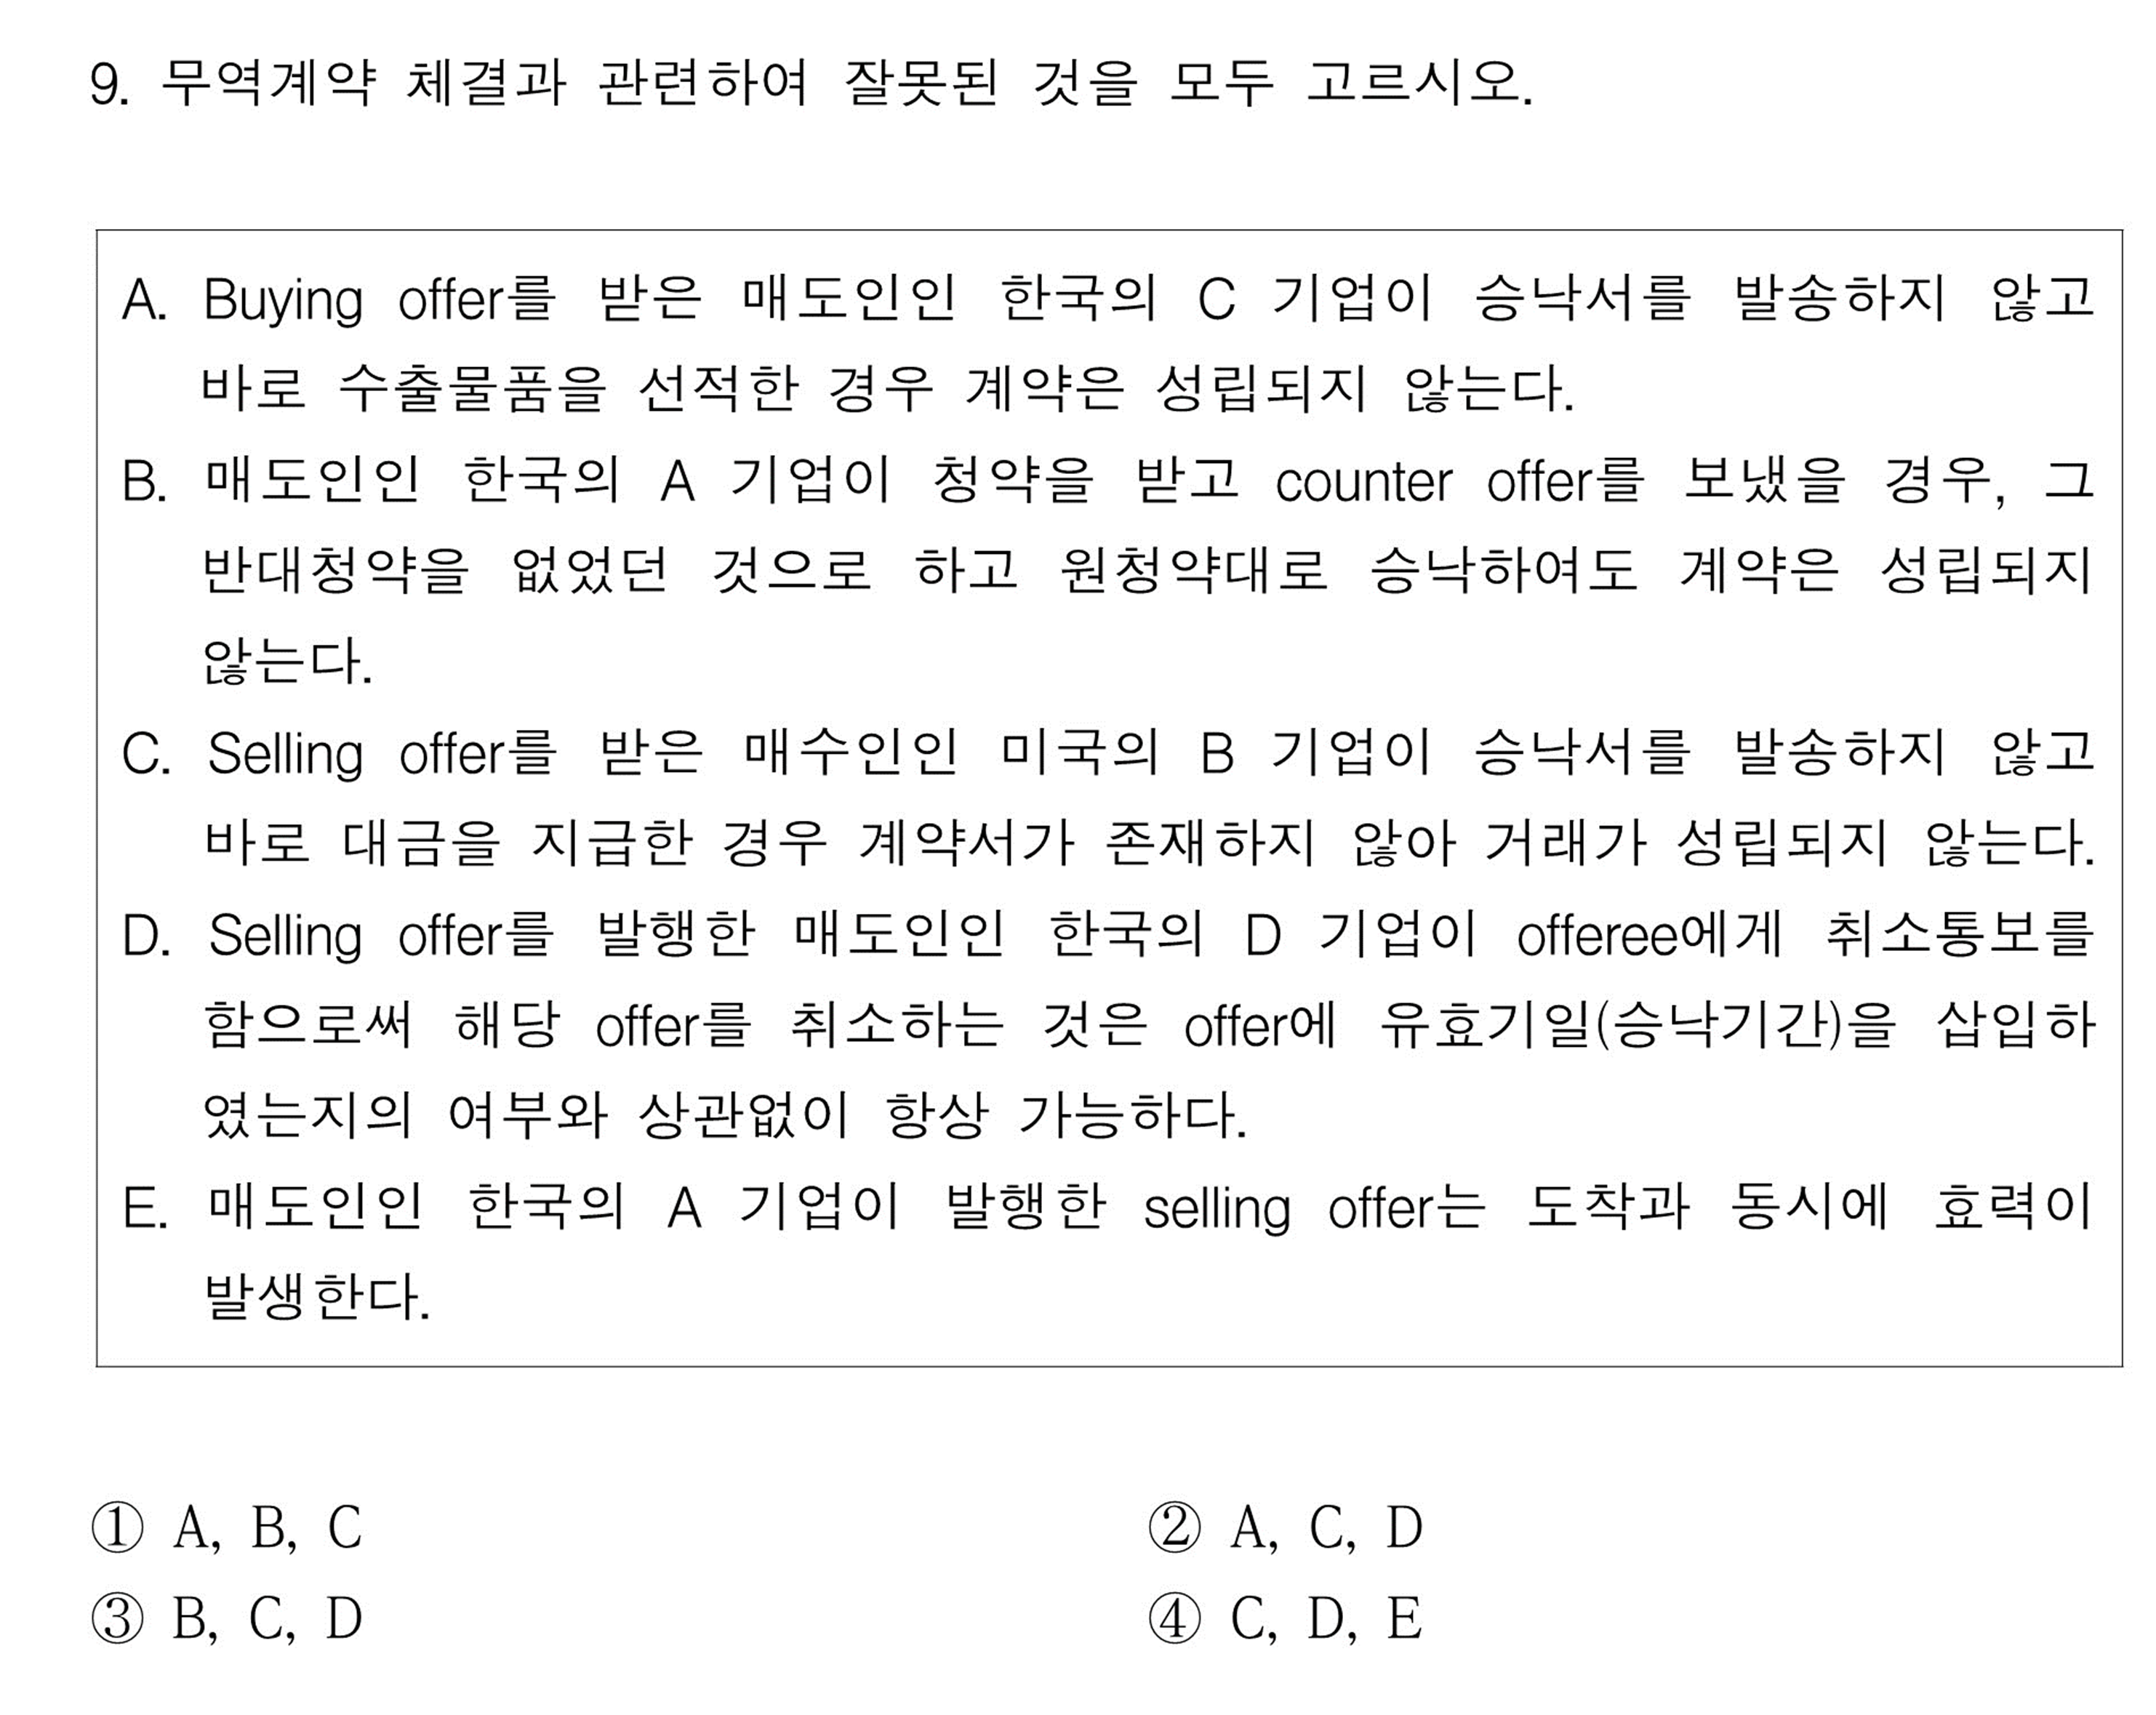 9. 무역계약 체결과 관련하여 잘못된 것을 모두 고르시오.
A. Buying offer를 받은 매도인인 한국의 C 기업이 승낙서를 발송하지 않고
바로 수출물품을 선적한 경우 계약은 성립되지 않는다.
B. 매도인인 한국의 A 기업이 청약을 받고 counter offer를 보냈을 경우, 그
반대청약을 없었던 것으로 하고 원청약대로 승낙하여도 계약은 성립되지
않는다.
C. Selling offer를 받은 매수인인 미국의 B 기업이 승낙서를 발송하지 않고
바로 대금을 지급한 경우 계약서가 존재하지 않아 거래가 성립되지 않는다.
D. Selling offer를 발행한 매도인인 한국의 D 기업이 offeree에게 취소통보를
함으로써 해당 offer를 취소하는 것은 offer에 유효기일(승낙기간)을 삽입하
였는지의 여부와 상관없이 항상 가능하다.
E. 매도인인 한국의 A 기업이 발행한 selling offer는 도착과 동시에 효력이
발생한다.
① A, B, C ② A, C, D
③ B, C, D ④ C, D, E